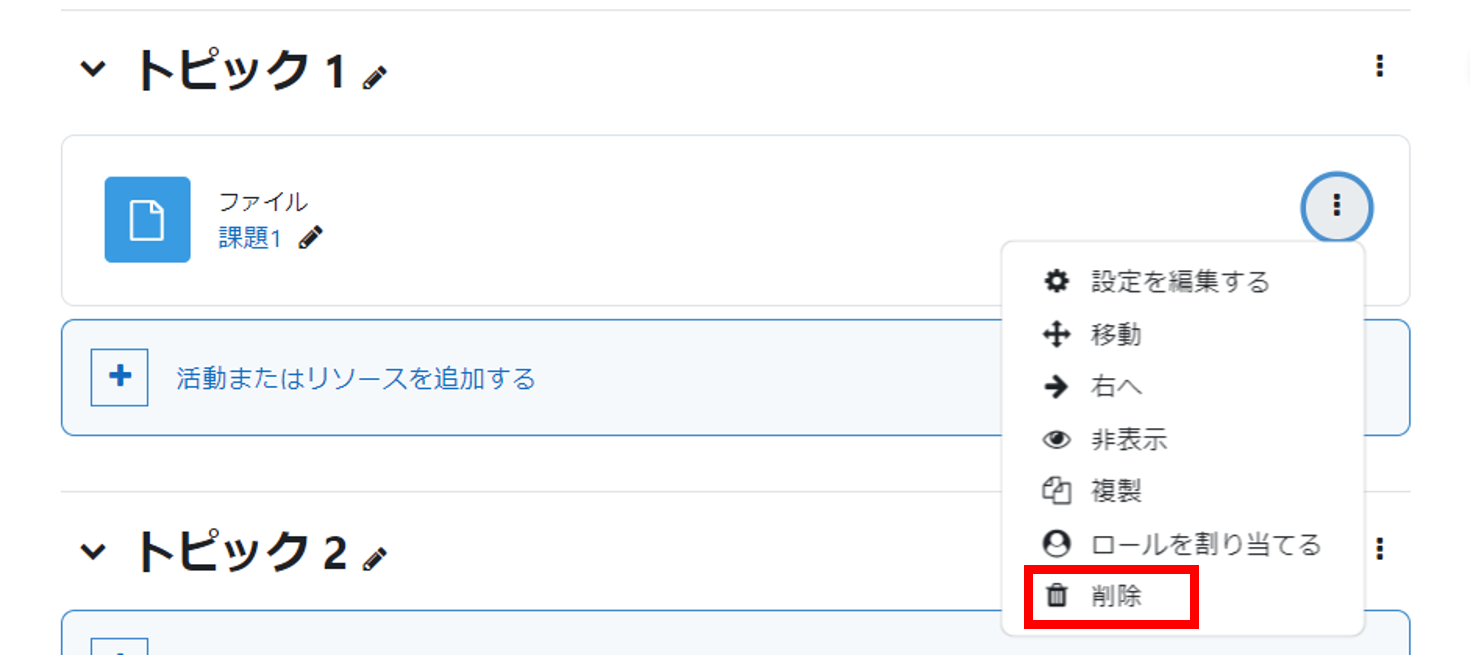 トピック 1
ファイル
課題1
設定を編集する
移動
右へ
非表示
複製
ロールを割り当てる
削除
活動またはリソースを追加する
トピック 2